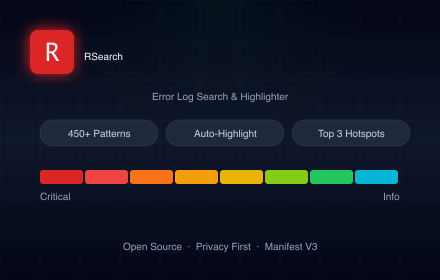 R
RSearch
Error Log Search & Highlighter
450+ Patterns
Auto-Highlight
Top 3 Hotspots
Critical
Info
Open Source · Privacy First · Manifest V3